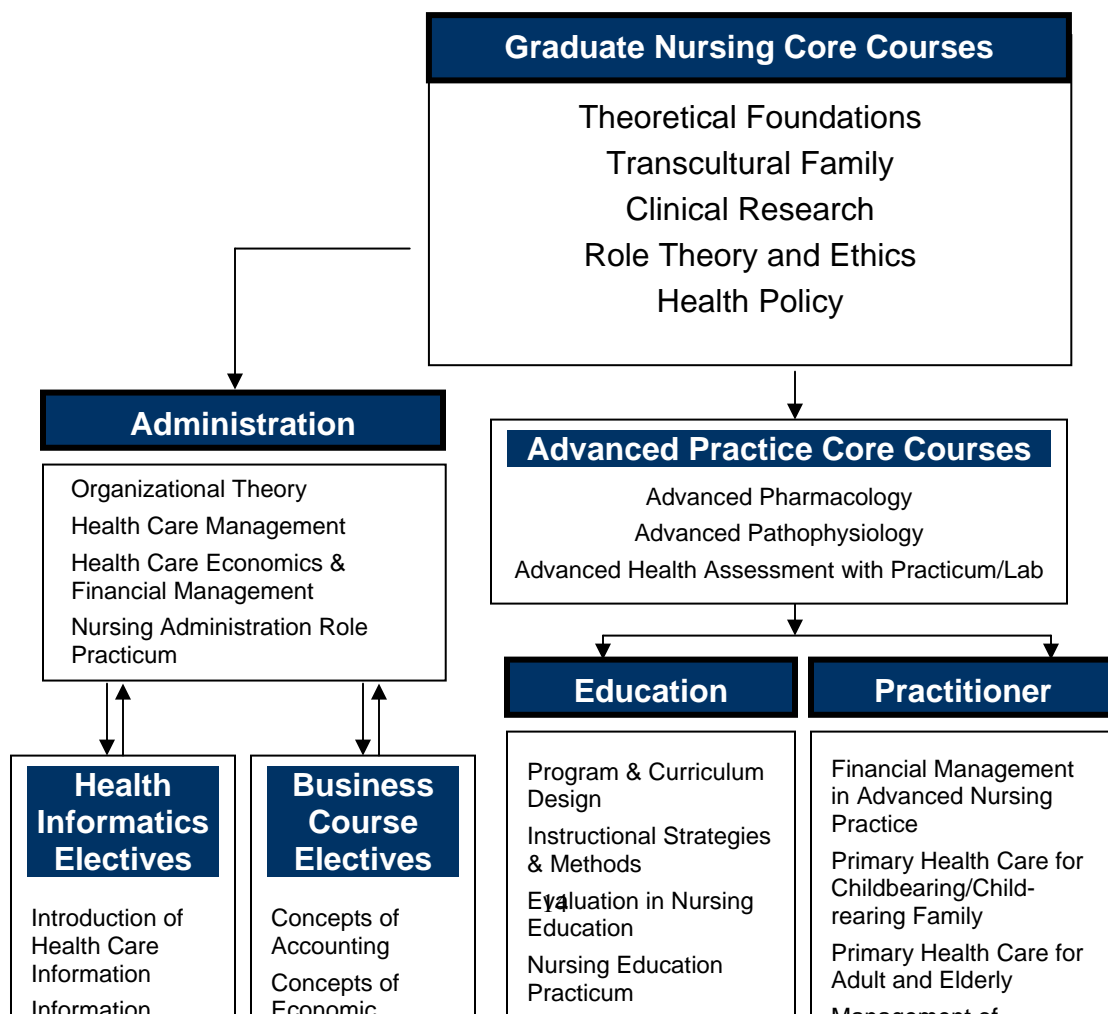 Graduate Nursing Core Courses
Theoretical Foundations
Transcultural Family
Clinical Research
Role Theory and Ethics
Health Policy
Administration
Organizational Theory
Health Care Management
Health Care Economics &
Financial Management
Nursing Administration Role
Practicum
Advanced Practice Core Courses
Advanced Pharmacology
Advanced Pathophysiology
Advanced Health Assessment with Practicum/Lab
Health
Informatics
Electives
Introduction of
Health Care
Information
Information
Business
Course
Electives
Concepts of
Accounting
Concepts of
Economic
Education
Program & Curriculum
Design
Instructional Strategies
& Methods
Evaluation in Nursing
Education
Nursing Education
Practicum
14
Practitioner
Financial Management
in Advanced Nursing
Practice
Primary Health Care for
Childbearing/Child-
rearing Family
Primary Health Care for
Adult and Elderly
Management of